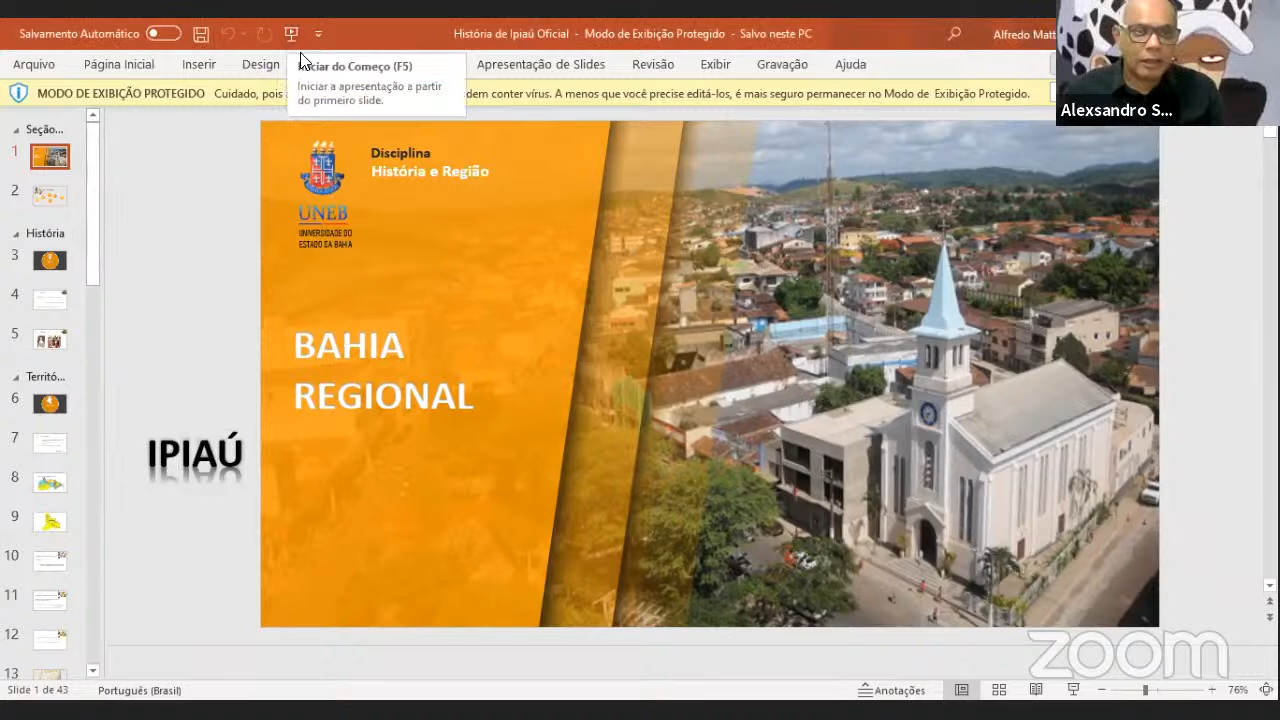 Salvamento Automático
História de Ipiaú Oficial - Modo de Exibição Protegido - Salvo neste PC
Alfredo Matt
Arquivo Página Inicial Inserir Design Apresentação de Slides Revisão Exibir Gravação Ajuda
Iniciar do Começo (F5)
Iniciar a apresentação a partir
do primeiro slide.
MODO DE EXIBIÇÃO PROTEGIDO Cuidado, pois a dem conter vírus. A menos que você precise editá-los, é mais seguro permanecer no Modo de Exibição Protegido.
Alexsandro S...
Seção...
1
2
História
3
4
5
Territó...
6
7
8
9
10
11
12
13
Disciplina
História e Região
UNEB
UNIVERSIDADE DO
ESTADO DA BAHIA
BAHIA
REGIONAL
IPIAÚ
zoom
Slide 1 de 43 Português (Brasil) Anotações 76%